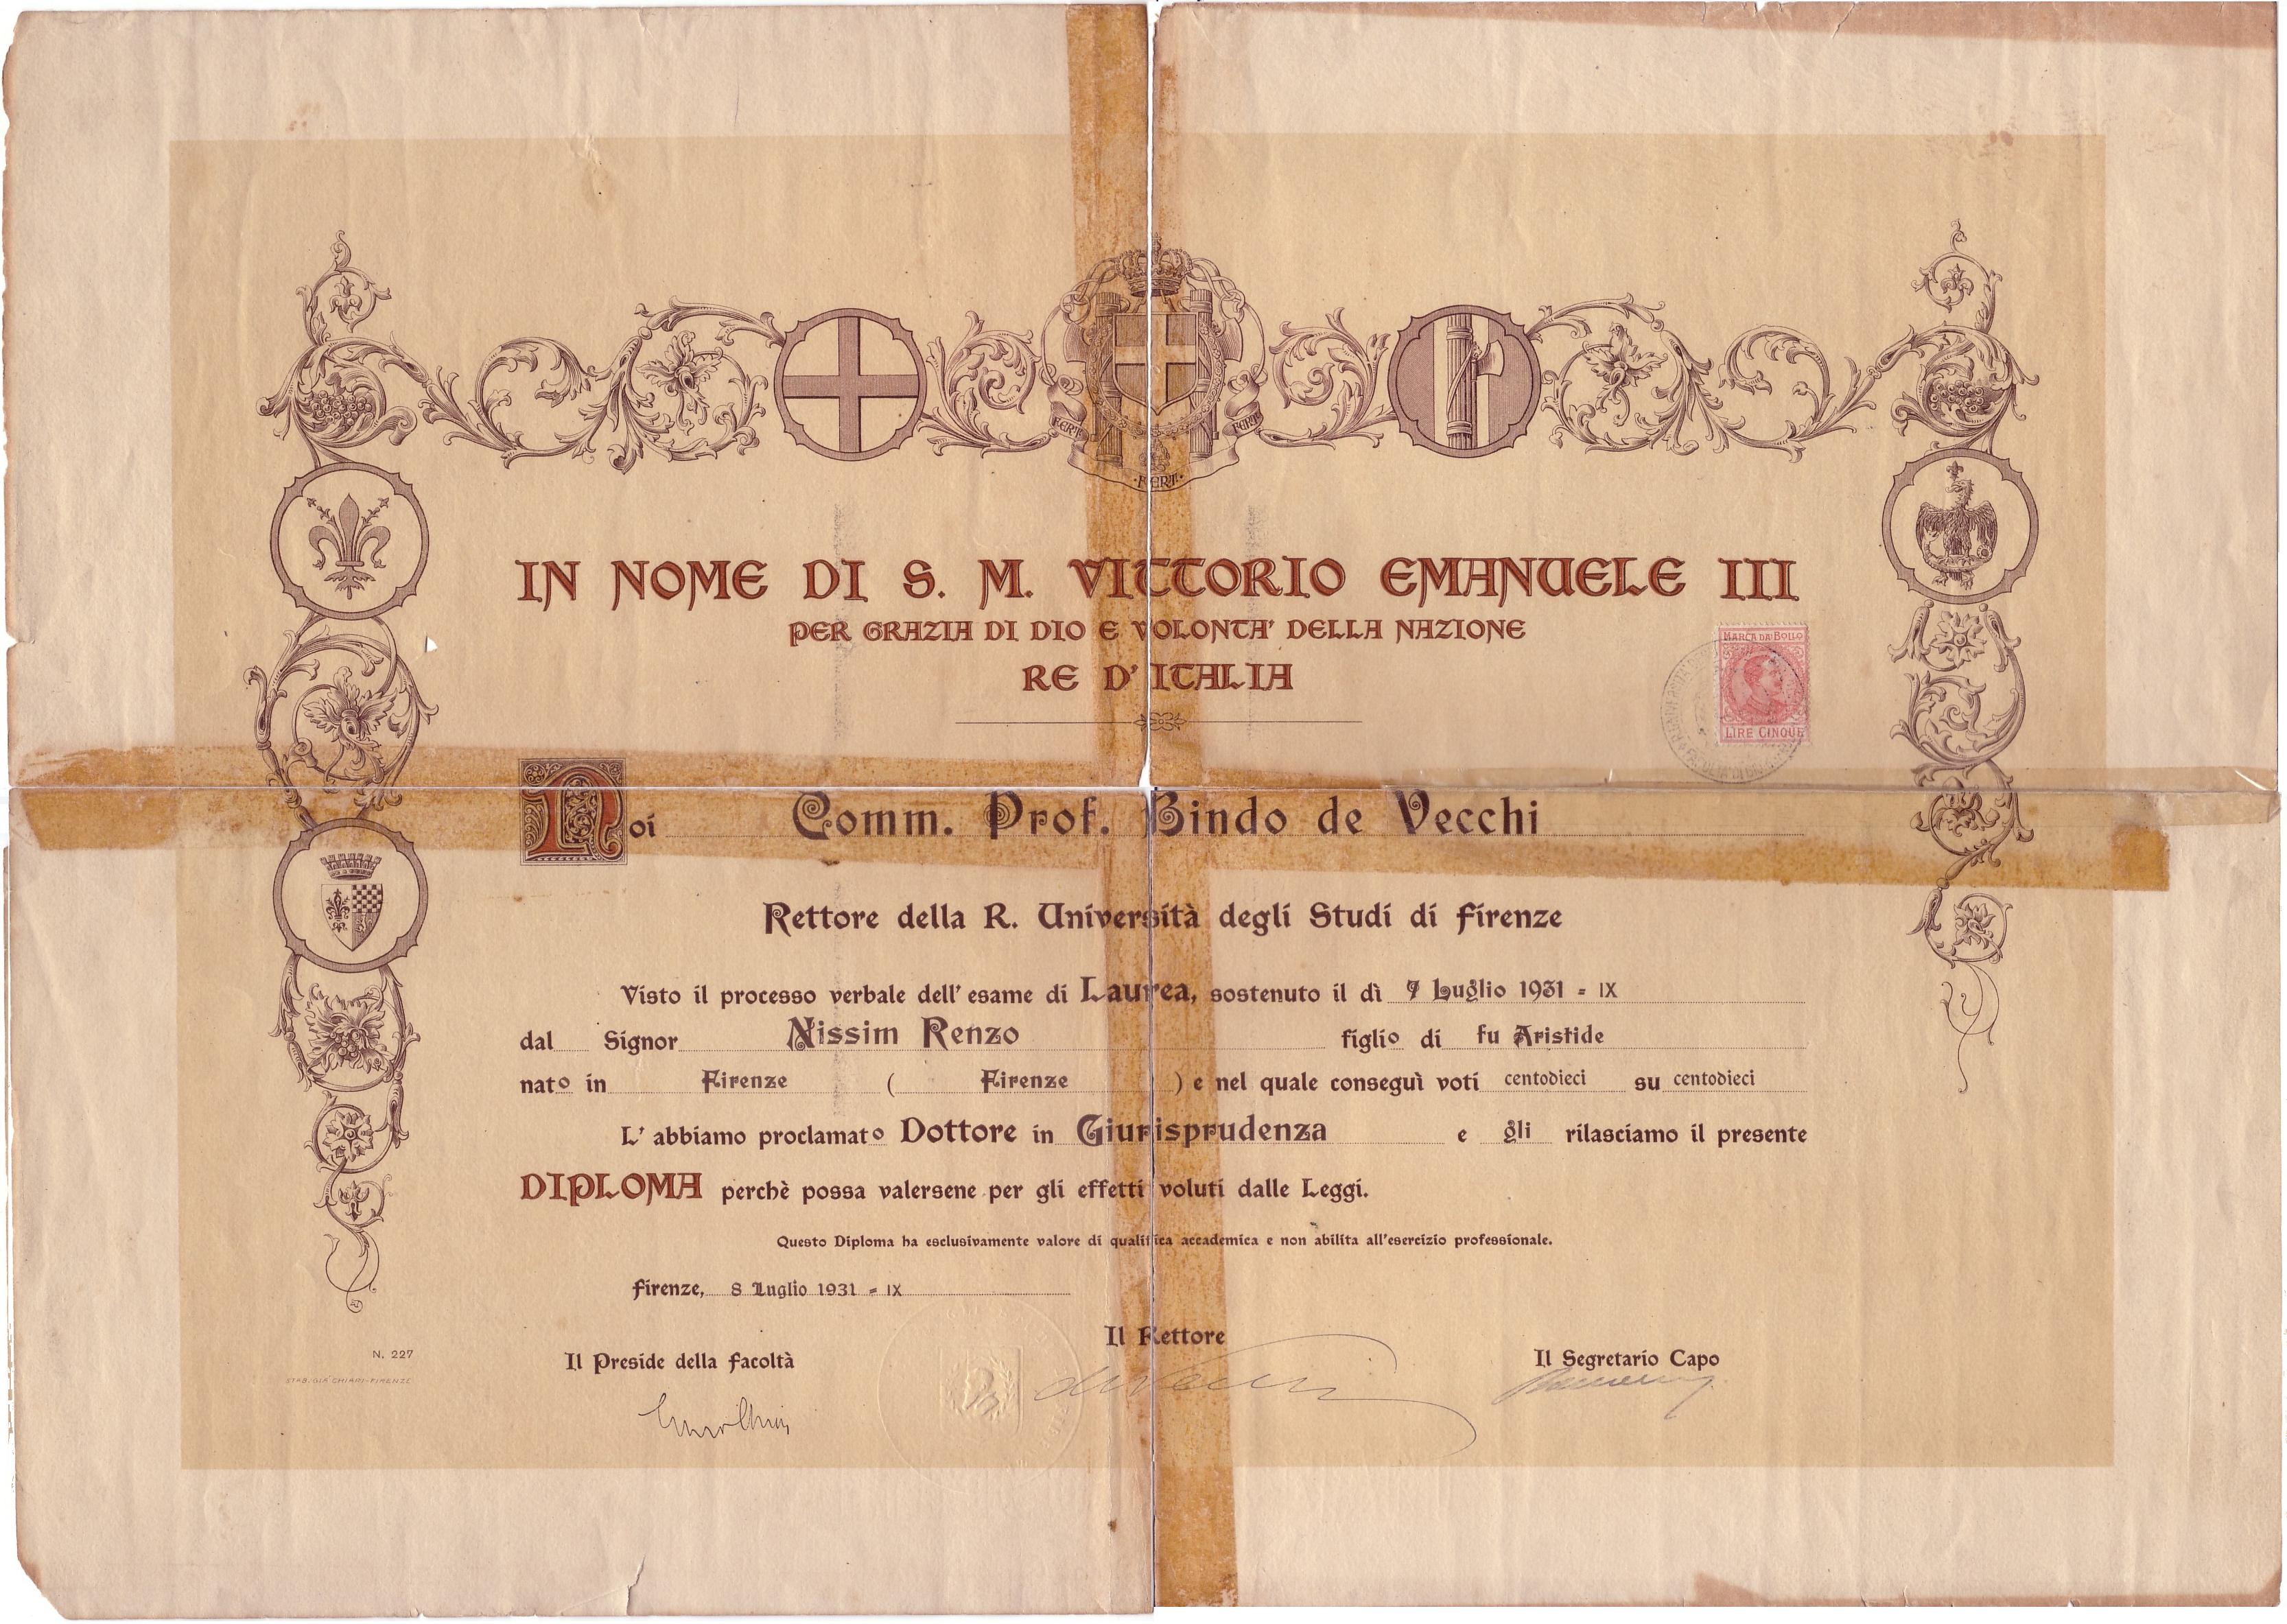 FERT
FERT
FERT
IN NOME DI S. M. VITTORIO EMANUELE III
PER GRAZIA DI DIO E VOLONTA' DELLA NAZIONE
RE D'ITALIA
MARCA DA BOLLO
LIRE CINQUE
Noi Comm. Prof. Bindo de Vecchi
Rettore della R. Università degli Studi di Firenze
Visto il processo verbale dell'esame di Laurea, sostenuto il dì 7 Luglio 1931 = IX
dal Signor Nissim Renzo figlio di fu Aristide
nato in Firenze ( Firenze ) e nel quale conseguì voti centodieci su centodieci
L'abbiamo proclamato Dottore in Giurisprudenza e gli rilasciamo il presente
DIPLOMA perchè possa valersene per gli effetti voluti dalle Leggi.
Questo Diploma ha esclusivamente valore di qualifica accademica e non abilita all'esercizio professionale.
Firenze, 8 Luglio 1931 = IX
N. 227
STAB. GIÀ CHIARI-FIRENZE
Il Preside della Facoltà
Il Rettore
Il Segretario Capo
de Vecchi